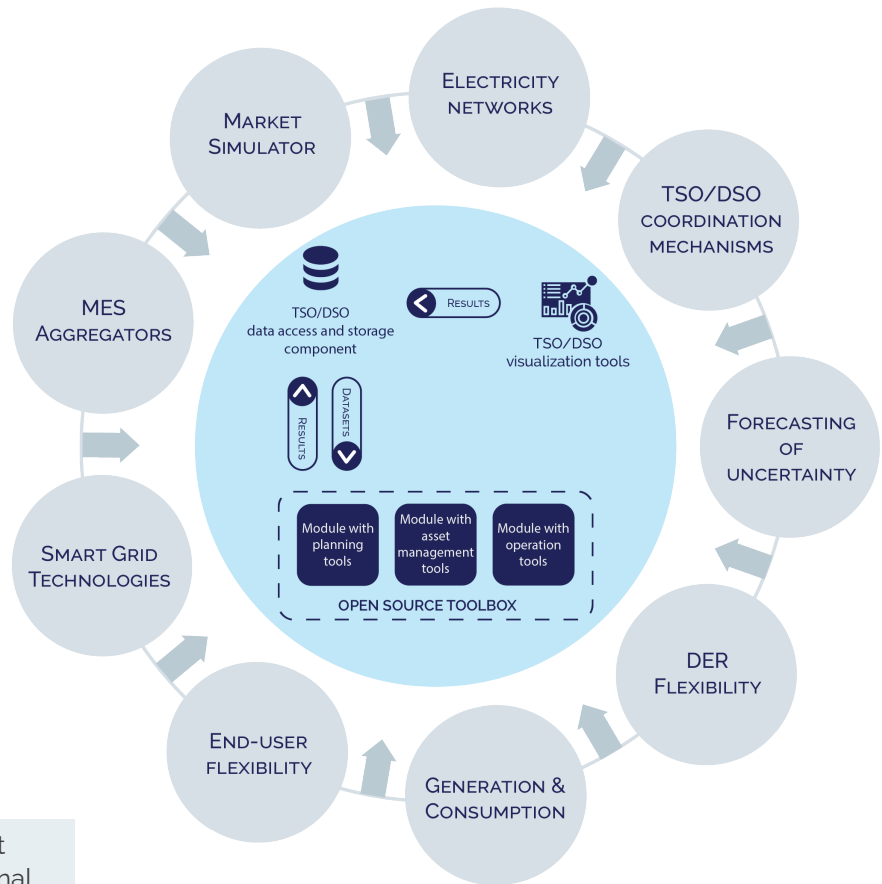 ELECTRICITY
NETWORKS
MARKET
SIMULATOR
TSO/DSO
COORDINATION
MECHANISMS
MES
AGGREGATORS
FORECASTING
OF
UNCERTAINTY
SMART GRID
TECHNOLOGIES
DER
FLEXIBILITY
END-USER
FLEXIBILITY
GENERATION &
CONSUMPTION
TSO/DSO
data access and storage
component
RESULTS
TSO/DSO
visualization tools
RESULTS
DATASETS
Module with
planning
tools
Module with
asset
management
tools
Module with
operation
tools
OPEN SOURCE TOOLBOX